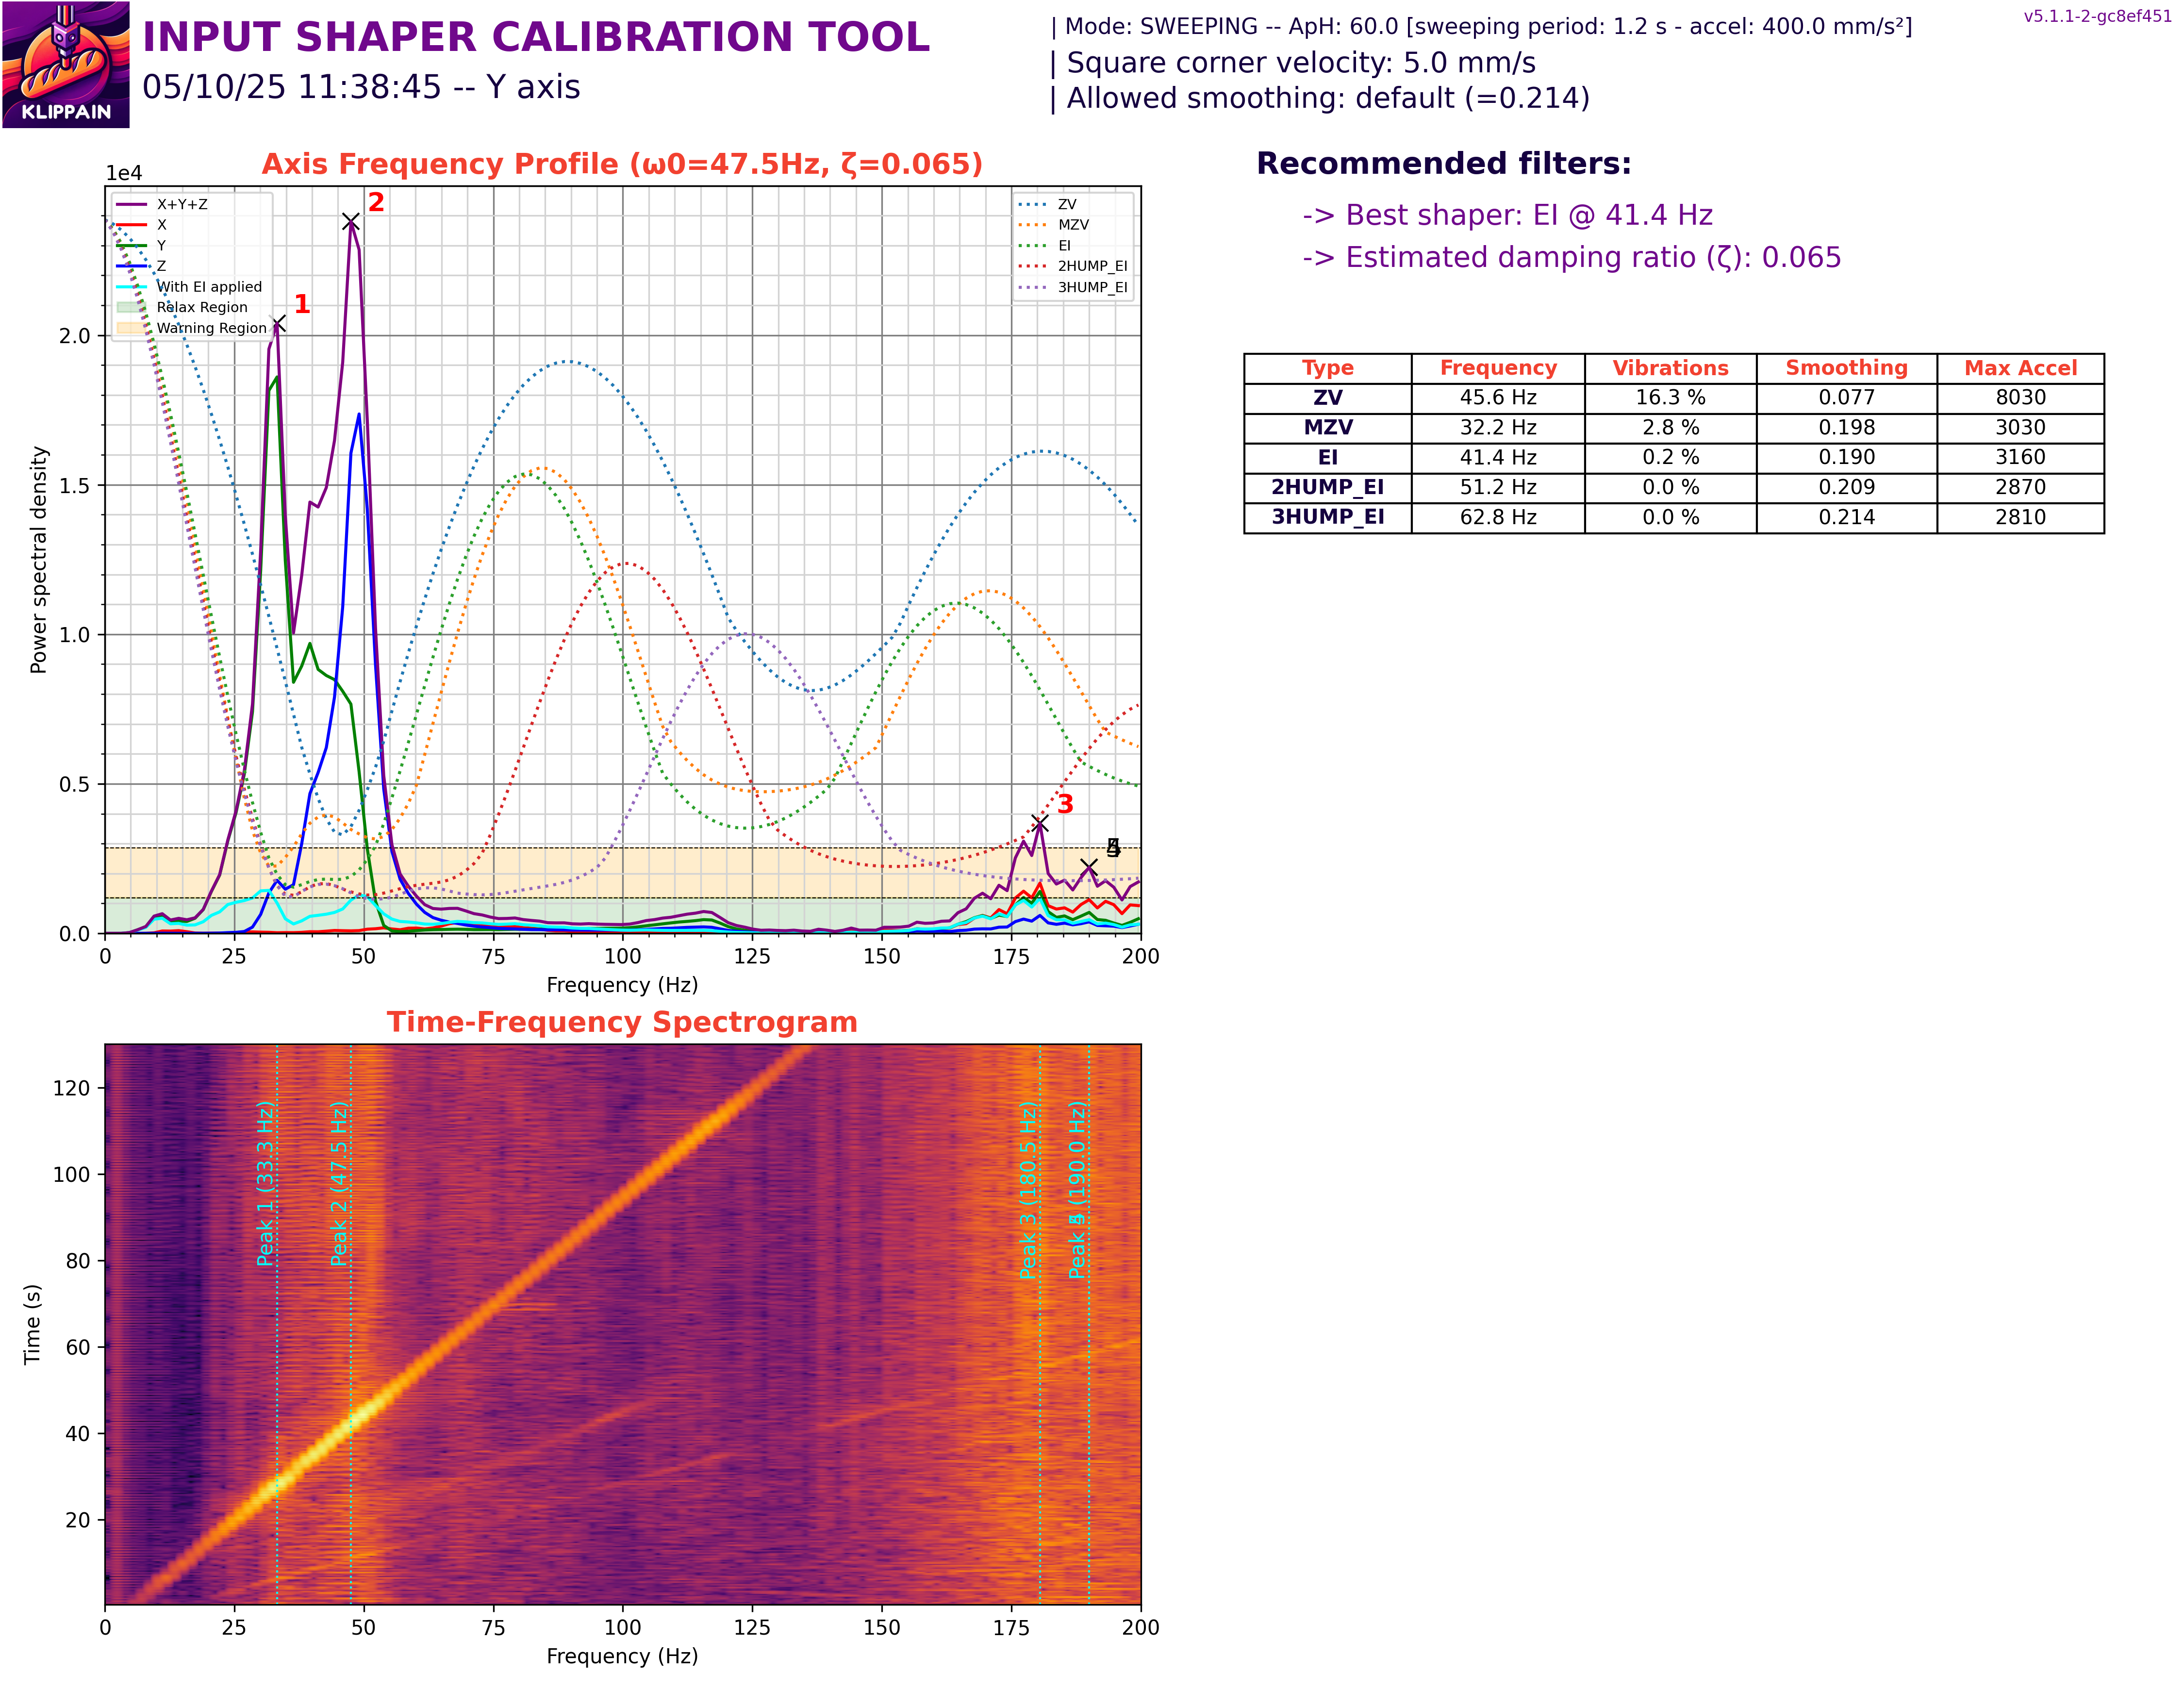 KLIPPAIN
INPUT SHAPER CALIBRATION TOOL
05/10/25 11:38:45 -- Y axis
| Mode: SWEEPING -- ApH: 60.0 [sweeping period: 1.2 s - accel: 400.0 mm/s²]
| Square corner velocity: 5.0 mm/s
| Allowed smoothing: default (=0.214)
v5.1.1-2-gc8ef451
Axis Frequency Profile (ω0=47.5Hz, ζ=0.065)
1e4
X+Y+Z
X
Y
Z
With EI applied
Relax Region
Warning Region
ZV
MZV
EI
2HUMP_EI
3HUMP_EI
1
2
3
5
Power spectral density
2.0
1.5
1.0
0.5
0.0
0 25 50 75 100 125 150 175 200
Frequency (Hz)
Recommended filters:
-> Best shaper: EI @ 41.4 Hz
-> Estimated damping ratio (ζ): 0.065
Type Frequency Vibrations Smoothing Max Accel
ZV 45.6 Hz 16.3 % 0.077 8030
MZV 32.2 Hz 2.8 % 0.198 3030
EI 41.4 Hz 0.2 % 0.190 3160
2HUMP_EI 51.2 Hz 0.0 % 0.209 2870
3HUMP_EI 62.8 Hz 0.0 % 0.214 2810
Time-Frequency Spectrogram
Time (s)
120
100
80
60
40
20
Peak 1 (33.3 Hz)
Peak 2 (47.5 Hz)
Peak 3 (180.5 Hz)
Peak 5 (190.0 Hz)
0 25 50 75 100 125 150 175 200
Frequency (Hz)